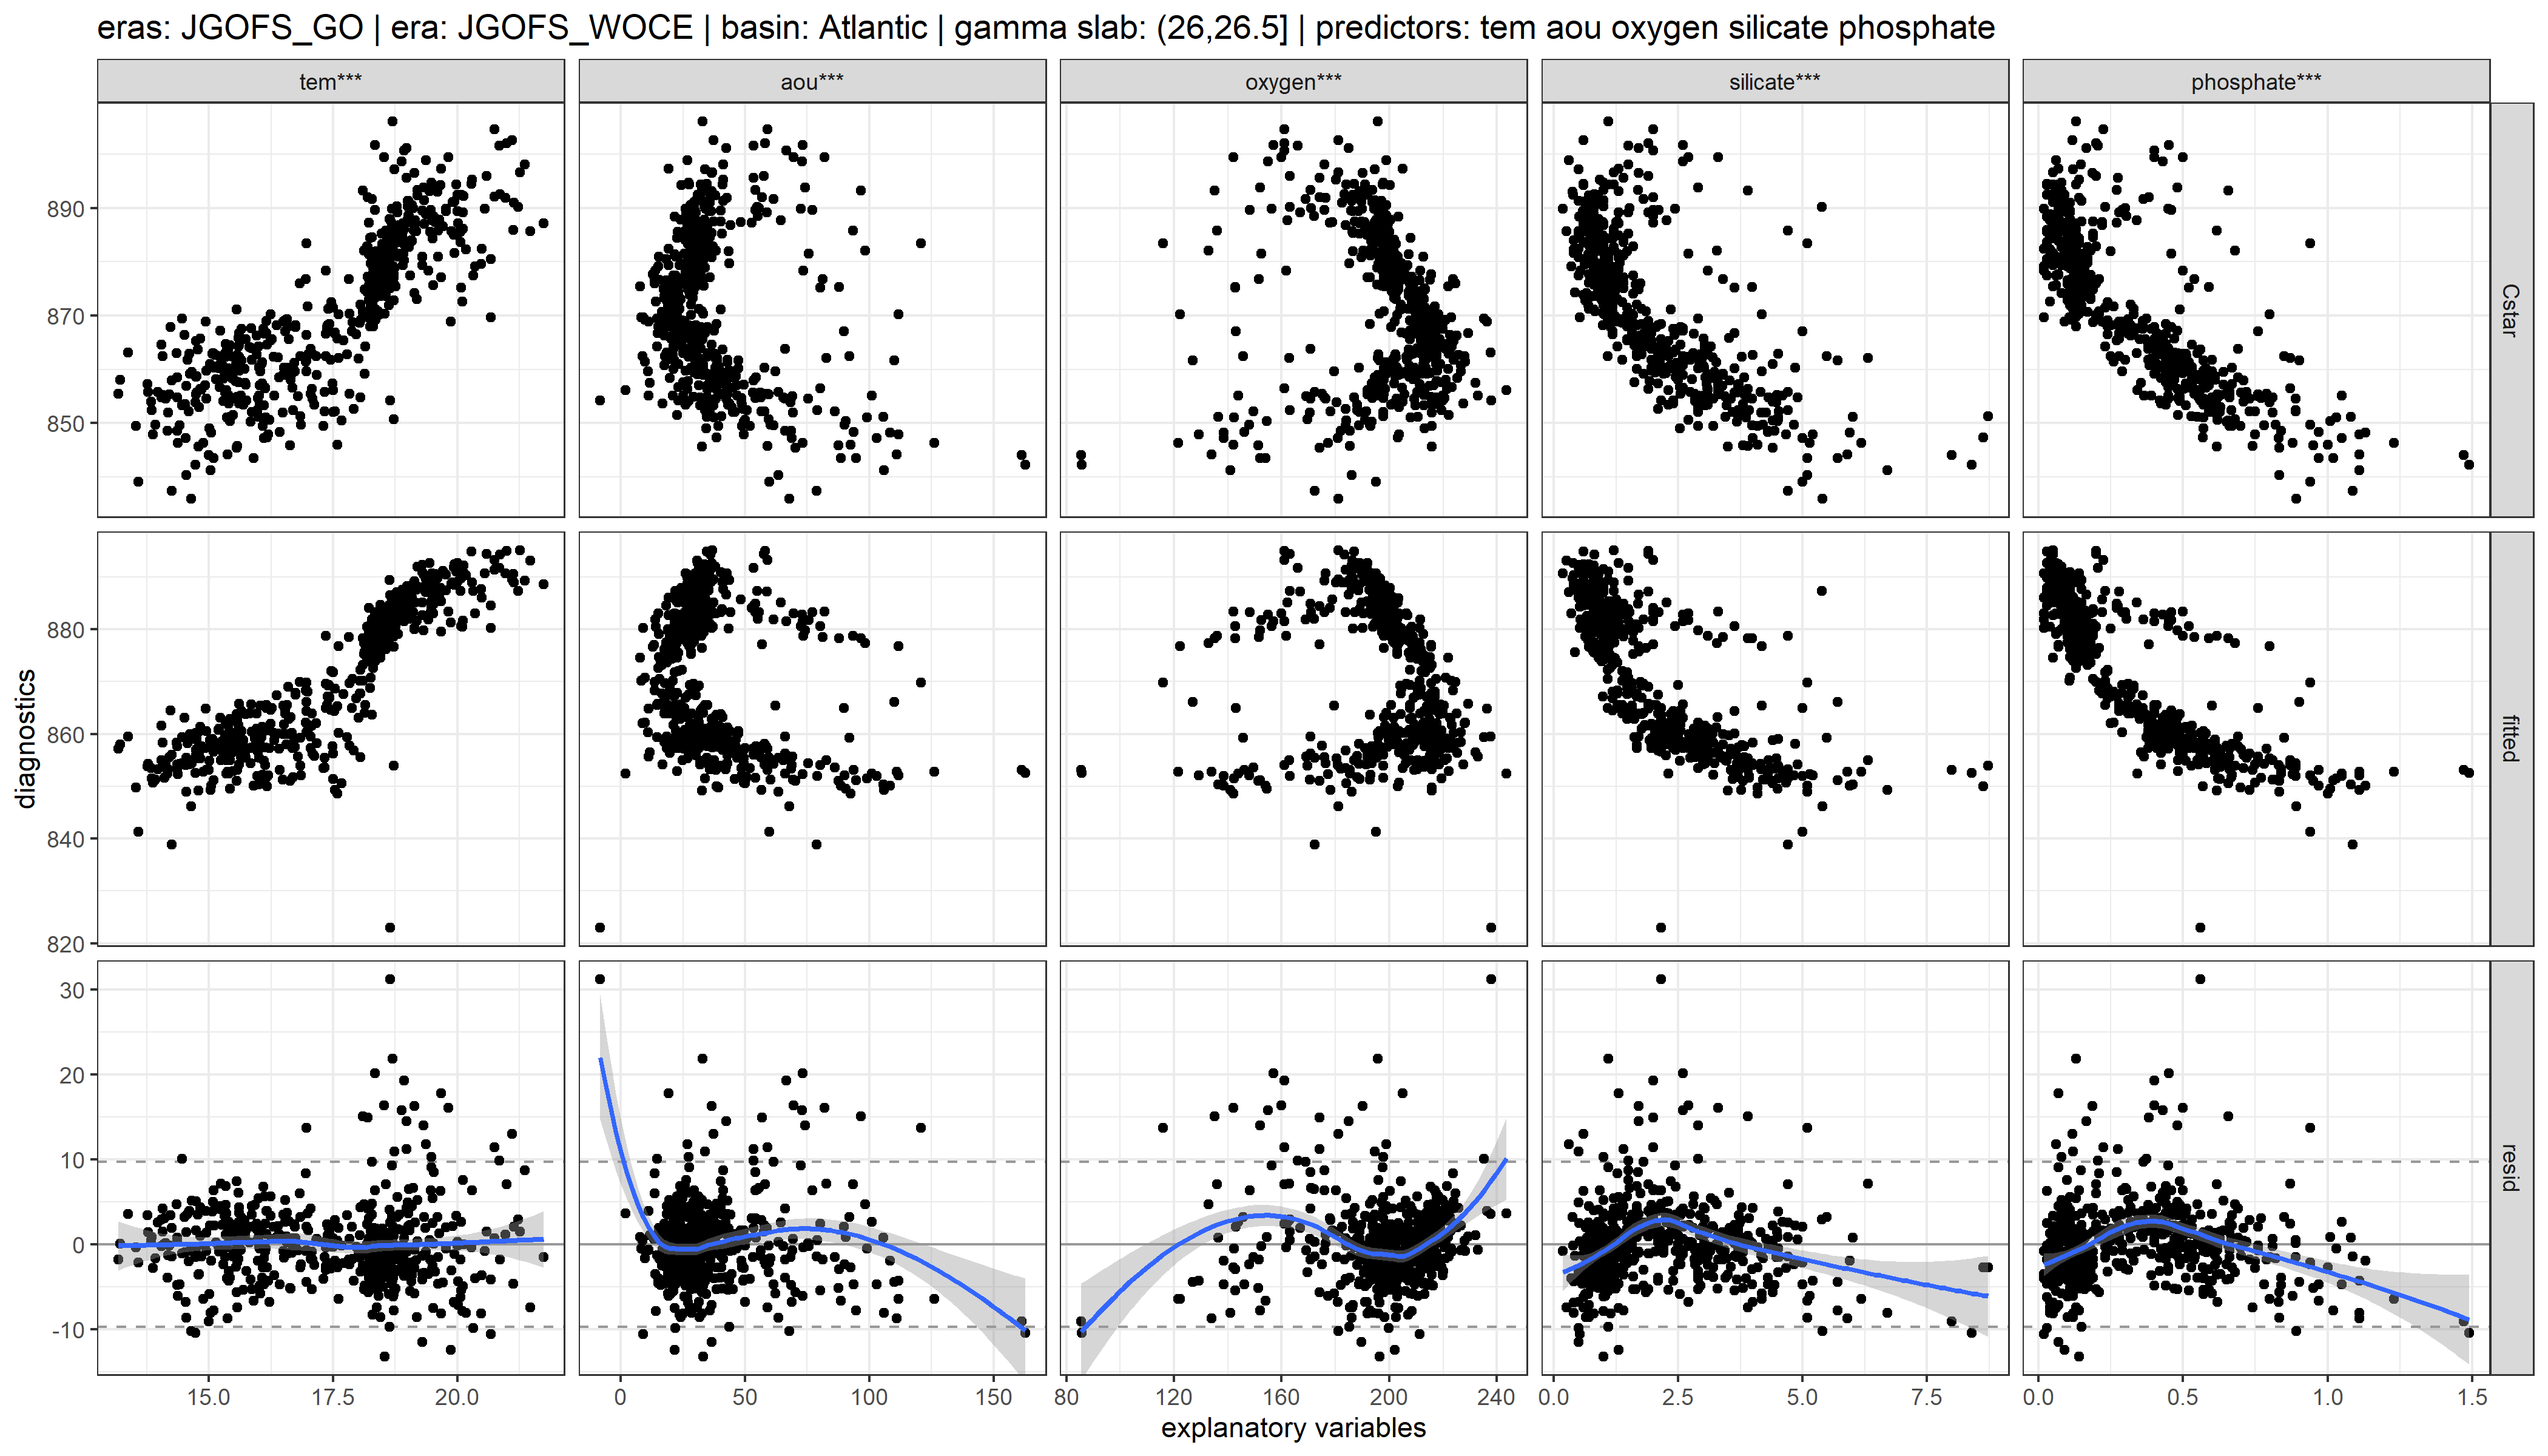 eras: JGOFS_GO | era: JGOFS_WOCE | basin: Atlantic | gamma slab: (26,26.5] | predictors: tem aou oxygen silicate phosphate
tem*** aou*** oxygen*** silicate*** phosphate***
890
870
850
Cstar
880
860
840
820
fitted
diagnostics
30
20
10
0
-10
resid
15.0 17.5 20.0 0 50 100 150 80 120 160 200 240 0.0 2.5 5.0 7.5 0.0 0.5 1.0 1.5
explanatory variables